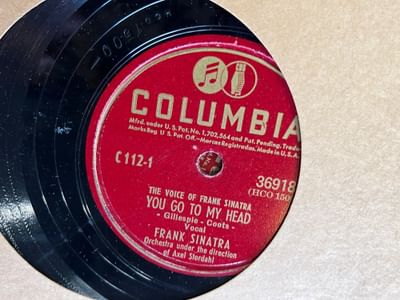 COLUMBIA
Mfrd. under U.S. Pat. No. 1,702,564 and Pat. Pending. Trade
Marks Reg. U S Pat. Off.—Marcas Registradas. Made in U.S.A.
C 112-1
36918
(HCO 150
THE VOICE OF FRANK SINATRA
YOU GO TO MY HEAD
- Gillespie - Coots -
Vocal
FRANK SINATRA
Orchestra under the direction
of Axel Stordahl